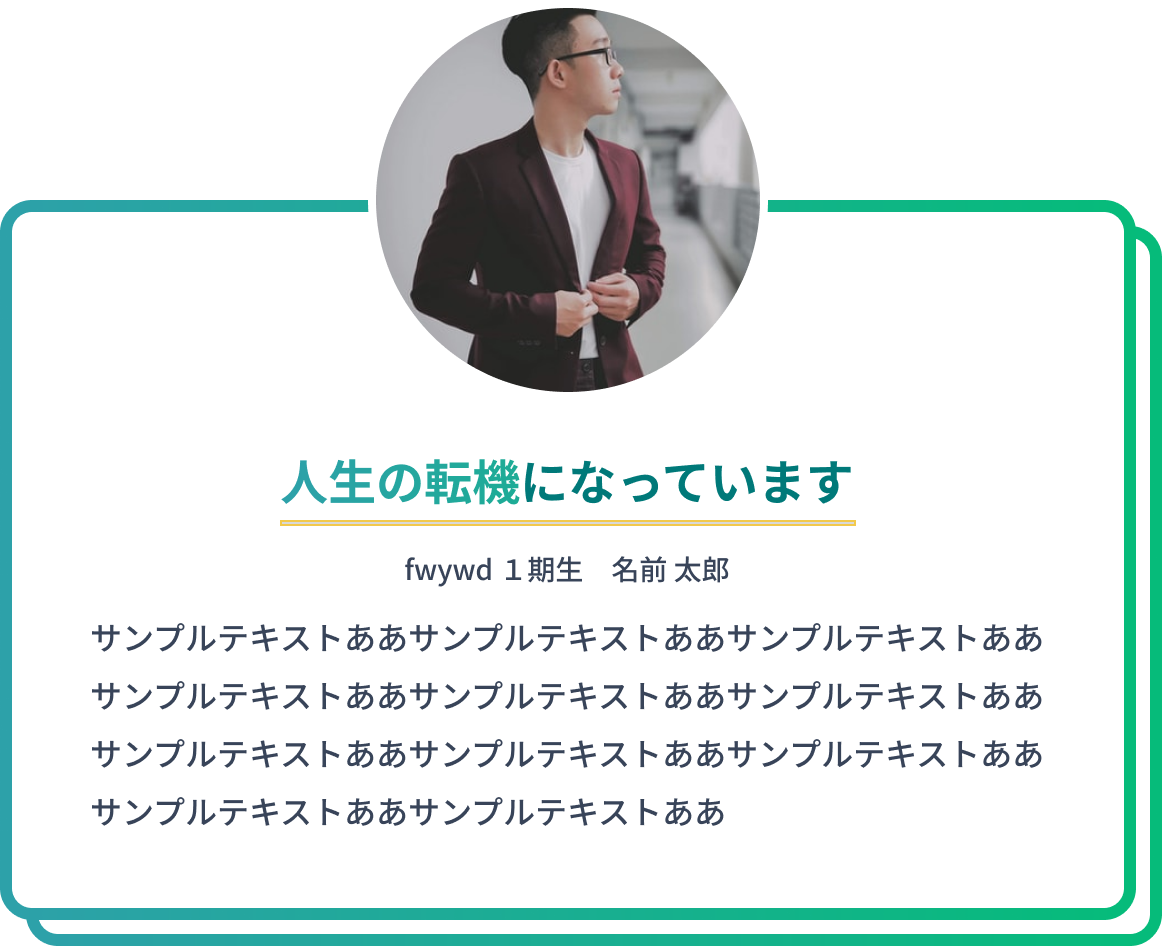 人生の転機になっています
fwywd １期生　名前 太郎
サンプルテキストああサンプルテキストああサンプルテキストああ
サンプルテキストああサンプルテキストああサンプルテキストああ
サンプルテキストああサンプルテキストああサンプルテキストああ
サンプルテキストああサンプルテキストああ